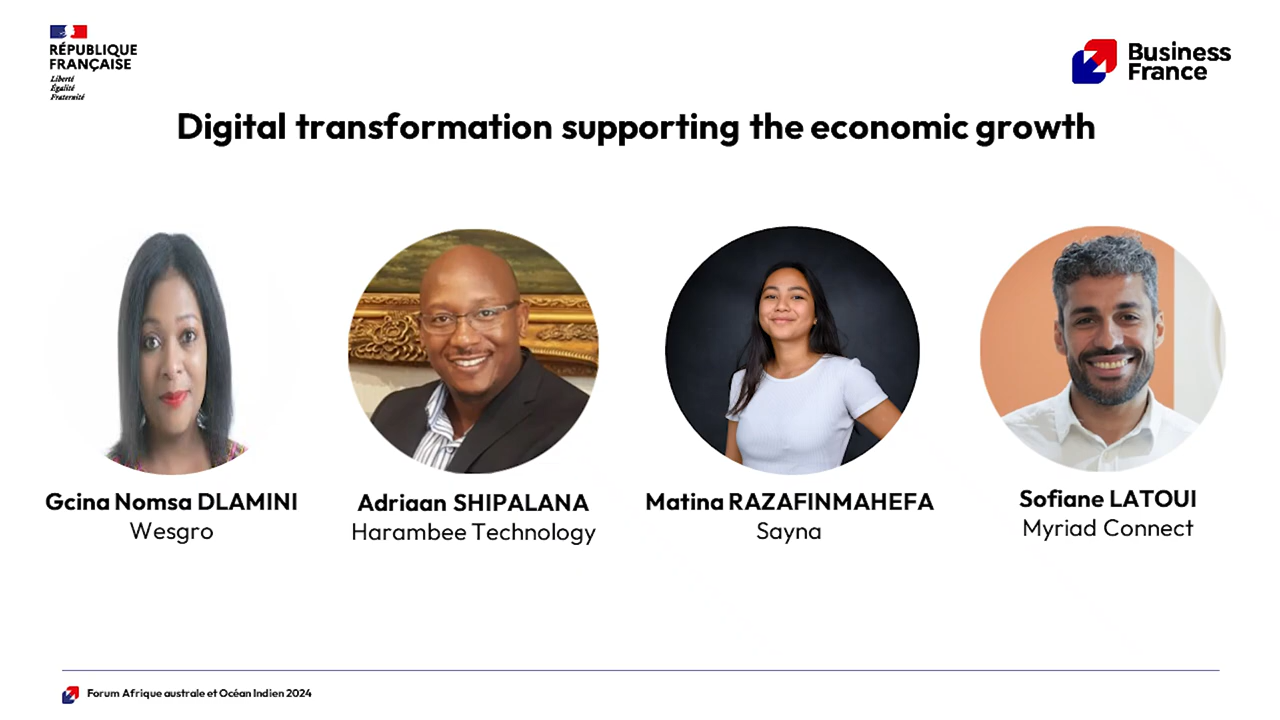 RÉPUBLIQUE
FRANÇAISE
Liberté
Égalité
Fraternité
Business
France
Digital transformation supporting the economic growth
Gcina Nomsa DLAMINI
Wesgro
Adriaan SHIPALANA
Harambee Technology
Matina RAZAFINMAHEFA
Sayna
Sofiane LATOUI
Myriad Connect
Forum Afrique australe et Océan Indien 2024